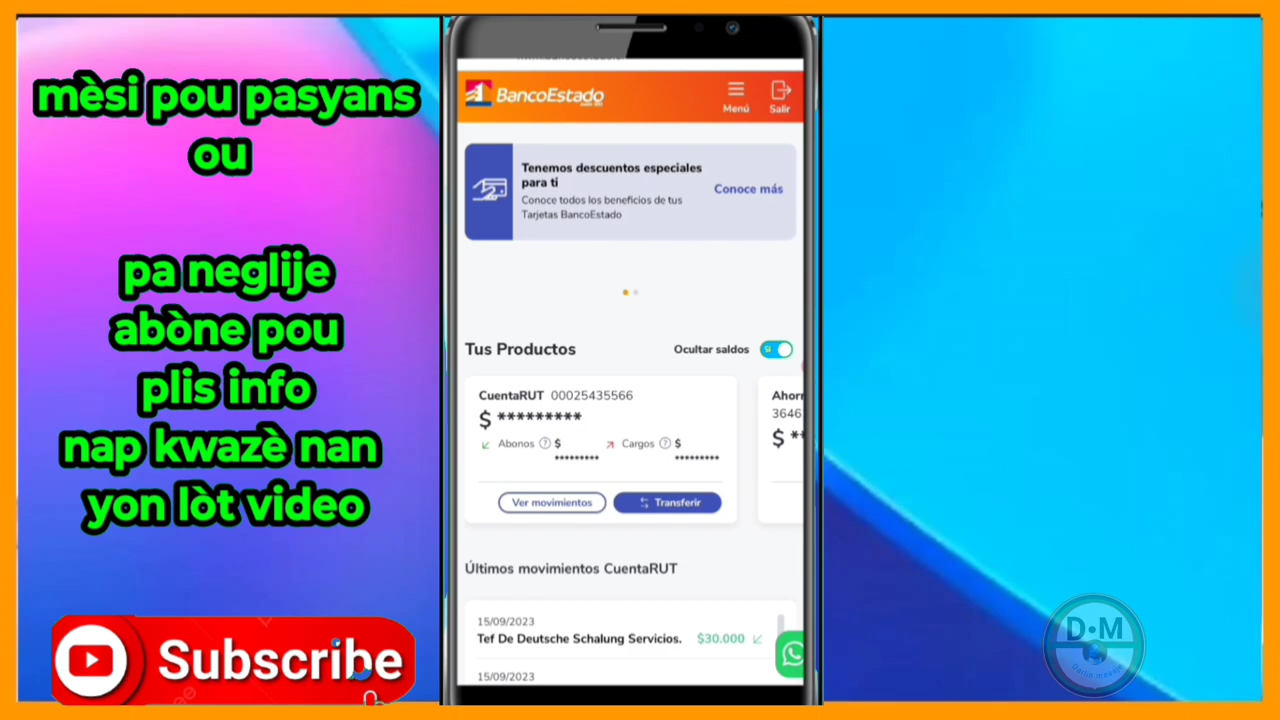 mèsi pou pasyans
ou
pa neglije
abòne pou
plis info
nap kwazè nan
yon lòt video
Subscribe
BancoEstado
Menú
Salir
Tenemos descuentos especiales
para ti
Conoce todos los beneficios de tus
Tarjetas BancoEstado
Conoce más
Tus Productos
Ocultar saldos
Sí
CuentaRUT 00025435566
$ *********
Abonos ? $ *********
Cargos ? $ *********
Ver movimientos
Transferir
Ahorr
3646
$ **
Últimos movimientos CuentaRUT
15/09/2023
Tef De Deutsche Schalung Servicios. $30.000
15/09/2023
D·M